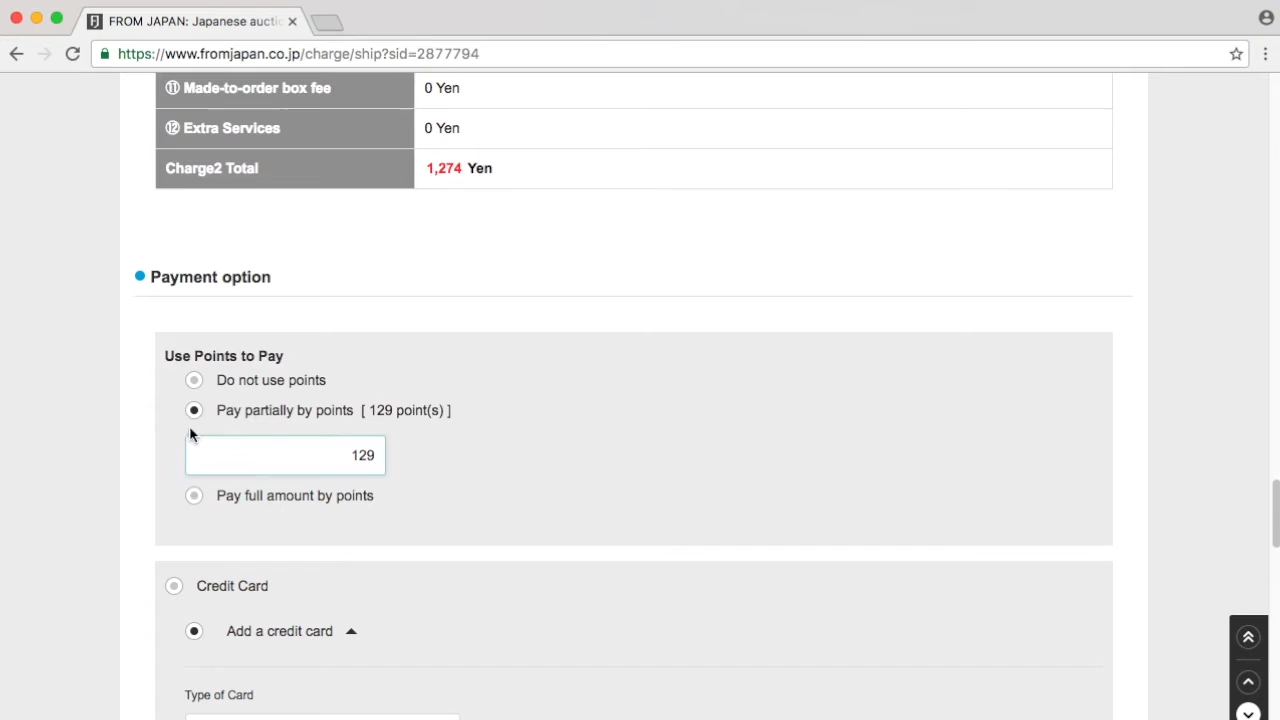 FROM JAPAN: Japanese aucti
https://www.fromjapan.co.jp/charge/ship?sid=2877794
⑪ Made-to-order box fee 0 Yen
⑫ Extra Services 0 Yen
Charge2 Total 1,274 Yen
Payment option
Use Points to Pay
Do not use points
Pay partially by points [ 129 point(s) ]
129
Pay full amount by points
Credit Card
Add a credit card
Type of Card